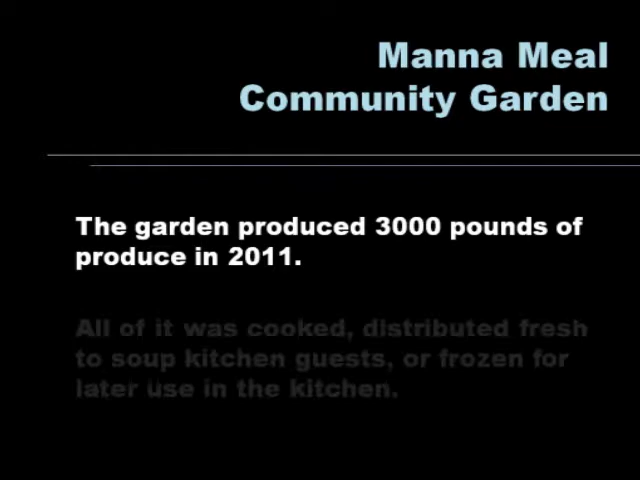 Manna Meal
Community Garden
The garden produced 3000 pounds of
produce in 2011.
All of it was cooked, distributed fresh
to soup kitchen guests, or frozen for
later use in the kitchen.